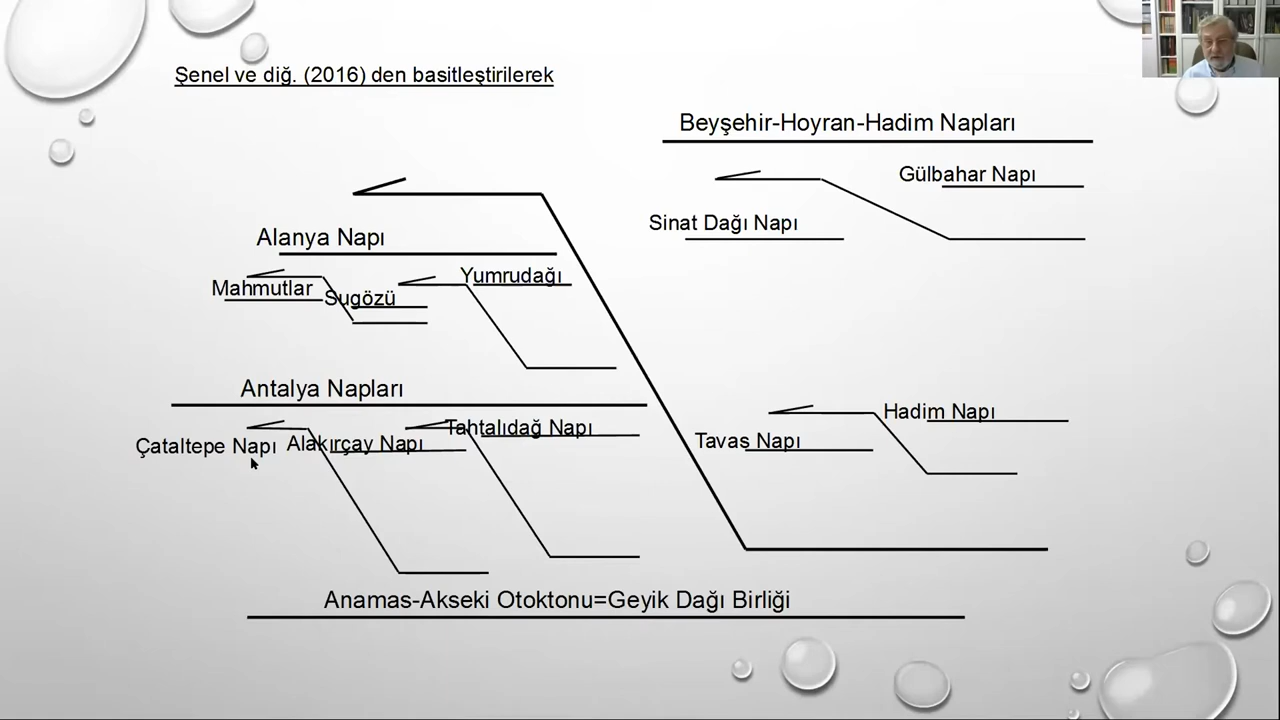 Şenel ve diğ. (2016) den basitleştirilerek
Beyşehir-Hoyran-Hadim Napları
Gülbahar Napı
Sinat Dağı Napı
Alanya Napı
Mahmutlar
Sugözü
Yumrudağı
Antalya Napları
Çataltepe Napı
Alakırçay Napı
Tahtalıdağ Napı
Tavas Napı
Hadim Napı
Anamas-Akseki Otoktonu=Geyik Dağı Birliği